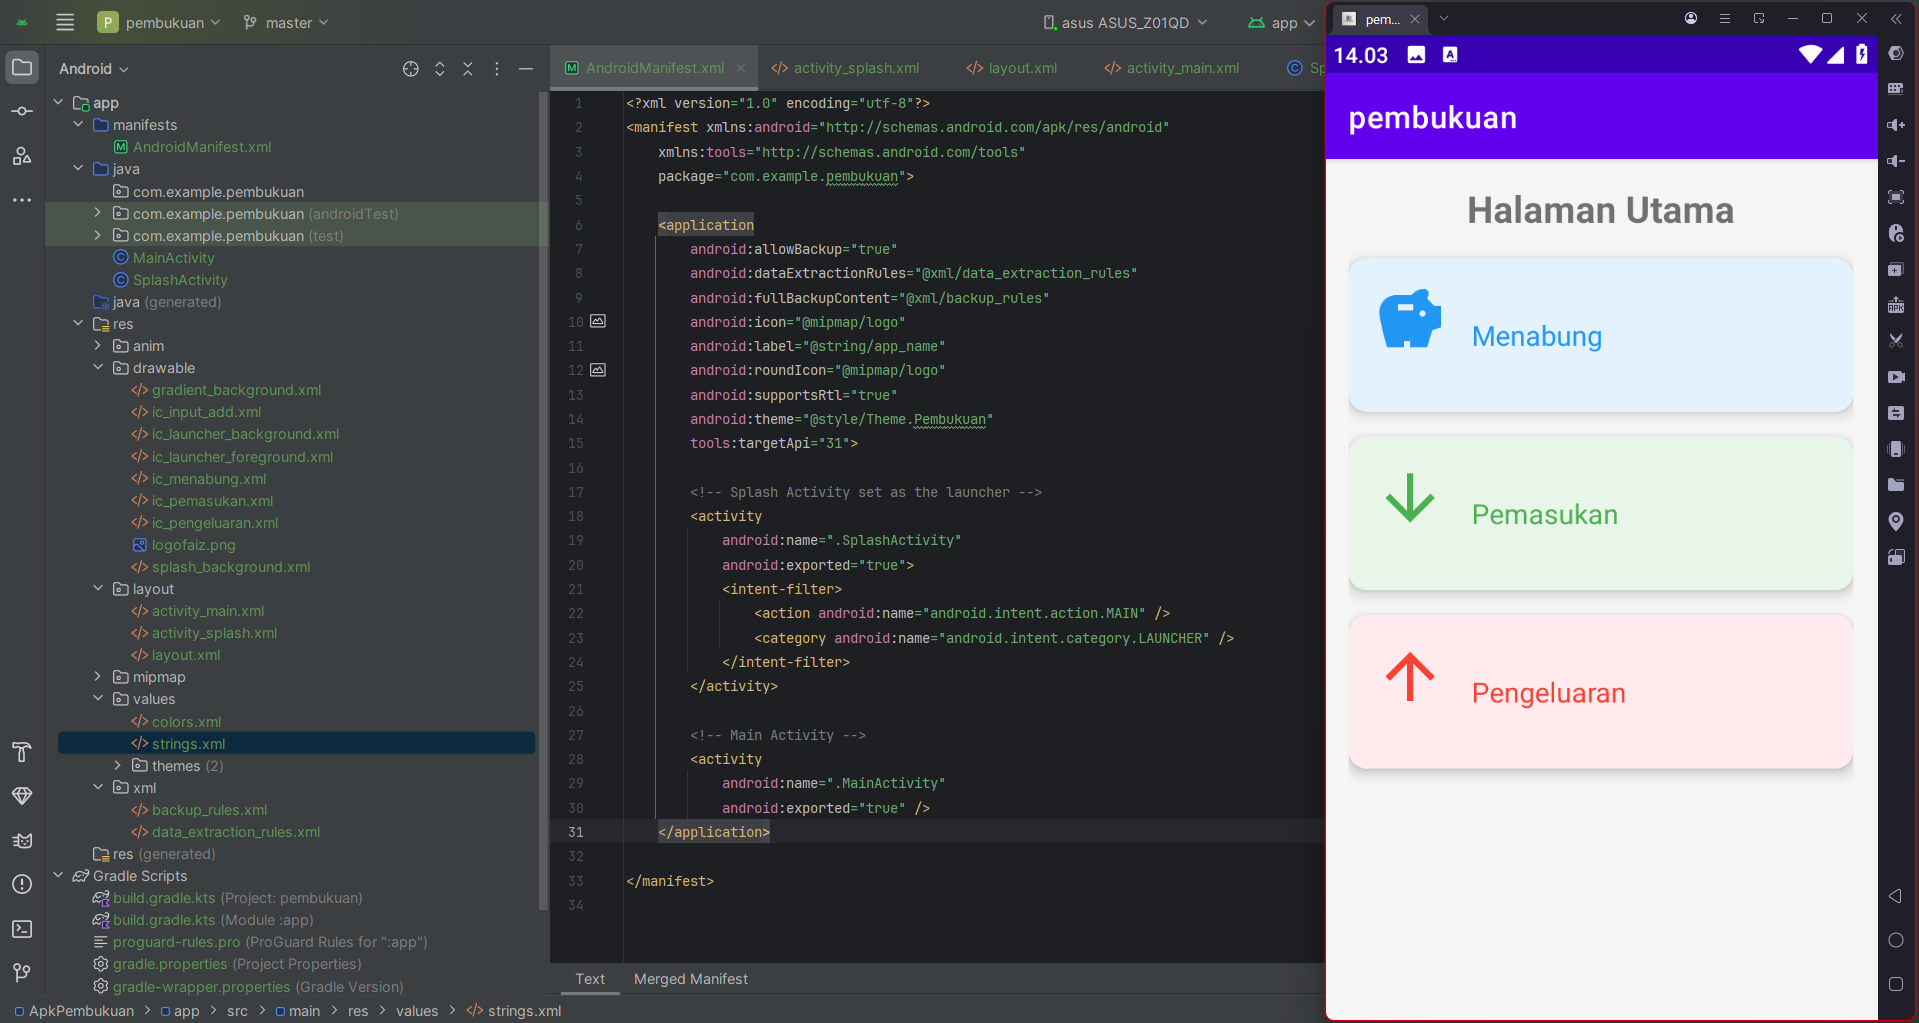 P pembukuan master asus ASUS_Z01QD app
Android
app
manifests
AndroidManifest.xml
java
com.example.pembukuan
com.example.pembukuan (androidTest)
com.example.pembukuan (test)
MainActivity
SplashActivity
java (generated)
res
anim
drawable
gradient_background.xml
ic_input_add.xml
ic_launcher_background.xml
ic_launcher_foreground.xml
ic_menabung.xml
ic_pemasukan.xml
ic_pengeluaran.xml
logofaiz.png
splash_background.xml
layout
activity_main.xml
activity_splash.xml
layout.xml
mipmap
values
colors.xml
strings.xml
themes (2)
xml
backup_rules.xml
data_extraction_rules.xml
res (generated)
Gradle Scripts
build.gradle.kts (Project: pembukuan)
build.gradle.kts (Module :app)
proguard-rules.pro (ProGuard Rules for ":app")
gradle.properties (Project Properties)
gradle-wrapper.properties (Gradle Version)
AndroidManifest.xml activity_splash.xml layout.xml activity_main.xml Sp
1 <?xml version="1.0" encoding="utf-8"?>
2 <manifest xmlns:android="http://schemas.android.com/apk/res/android"
3 xmlns:tools="http://schemas.android.com/tools"
4 package="com.example.pembukuan">
5
6 <application
7 android:allowBackup="true"
8 android:dataExtractionRules="@xml/data_extraction_rules"
9 android:fullBackupContent="@xml/backup_rules"
10 android:icon="@mipmap/logo"
11 android:label="@string/app_name"
12 android:roundIcon="@mipmap/logo"
13 android:supportsRtl="true"
14 android:theme="@style/Theme.Pembukuan"
15 tools:targetApi="31">
16
17 <!-- Splash Activity set as the launcher -->
18 <activity
19 android:name=".SplashActivity"
20 android:exported="true">
21 <intent-filter>
22 <action android:name="android.intent.action.MAIN" />
23 <category android:name="android.intent.category.LAUNCHER" />
24 </intent-filter>
25 </activity>
26
27 <!-- Main Activity -->
28 <activity
29 android:name=".MainActivity"
30 android:exported="true" />
31 </application>
32
33 </manifest>
34
Text Merged Manifest
ApkPembukuan > app > src > main > res > values > strings.xml
pem...
14.03
pembukuan
Halaman Utama
Menabung
Pemasukan
Pengeluaran